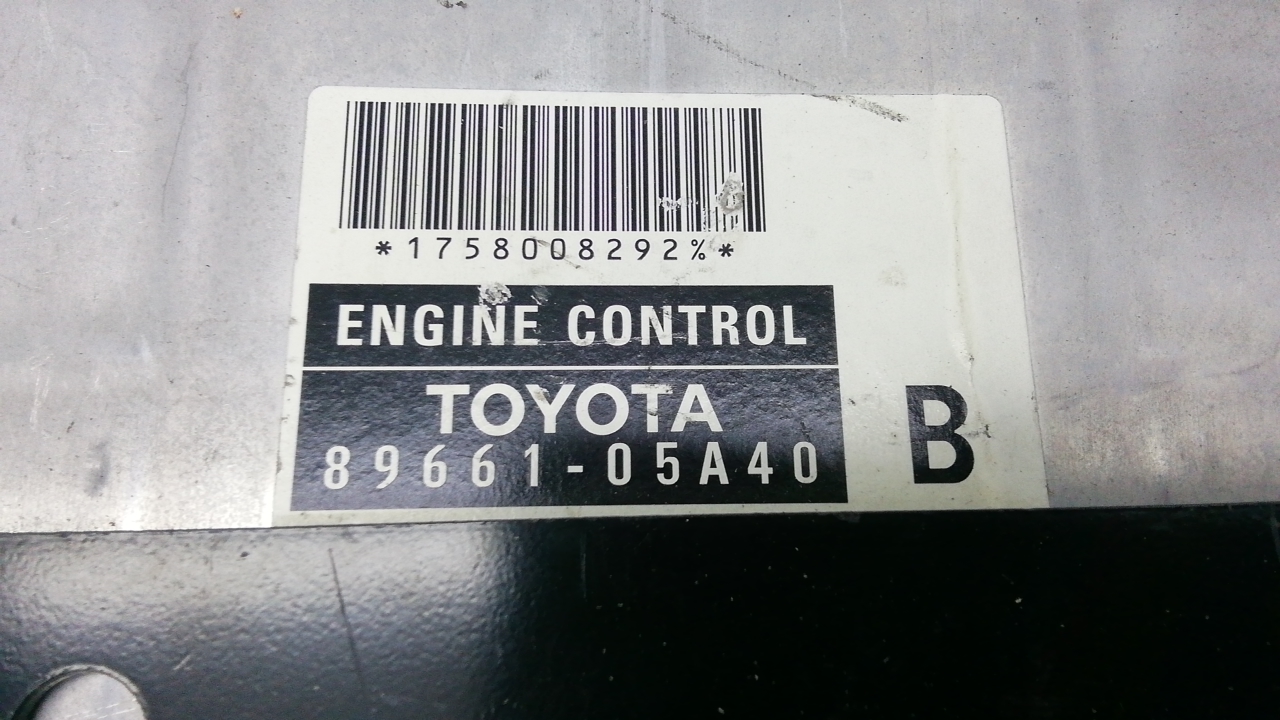 *1758008292%*
ENGINE CONTROL
TOYOTA
89661-05A40
B